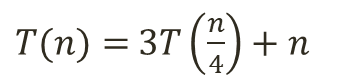 T(n) = 3T(n/4) + n